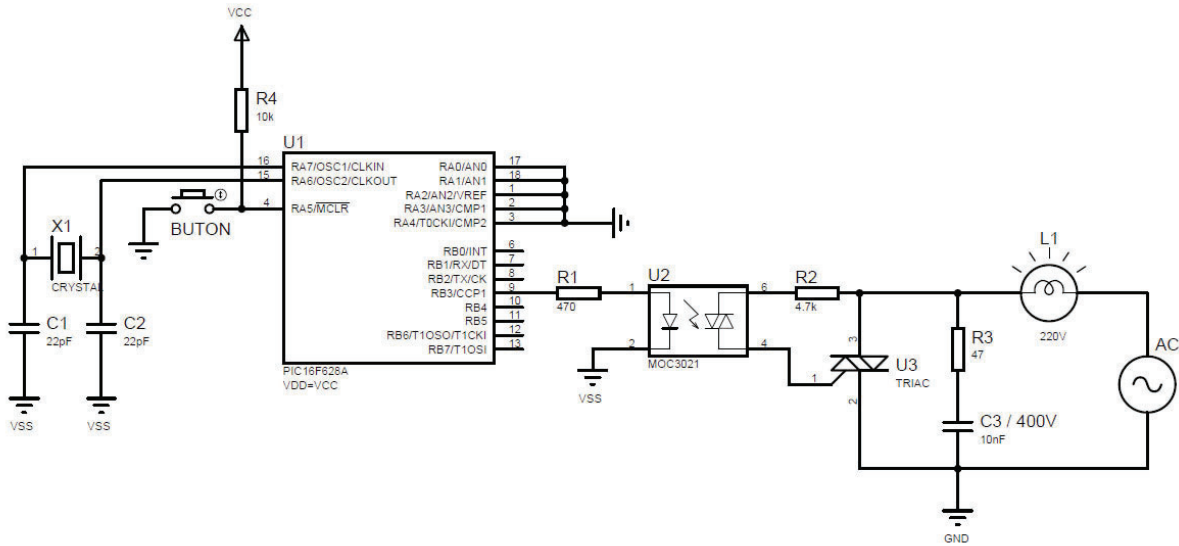 VCC
R4
10k
U1
16 RA7/OSC1/CLKIN RA0/AN0 17
15 RA6/OSC2/CLKOUT RA1/AN1 18
RA2/AN2/VREF 1
4 RA5/MCLR RA3/AN3/CMP1 2
RA4/T0CKI/CMP2 3
BUTON
X1
1 2
CRYSTAL
C1
22pF
C2
22pF
VSS
VSS
RB0/INT 6
RB1/RX/DT 7
RB2/TX/CK 8
RB3/CCP1 9
RB4 10
RB5 11
RB6/T1OSO/T1CKI 12
RB7/T1OSI 13
PIC16F628A
VDD=VCC
R1
470
U2
1 6
2 4
MOC3021
VSS
R2
4.7k
3
1
2
U3
TRIAC
R3
47
C3 / 400V
10nF
L1
220V
AC
GND